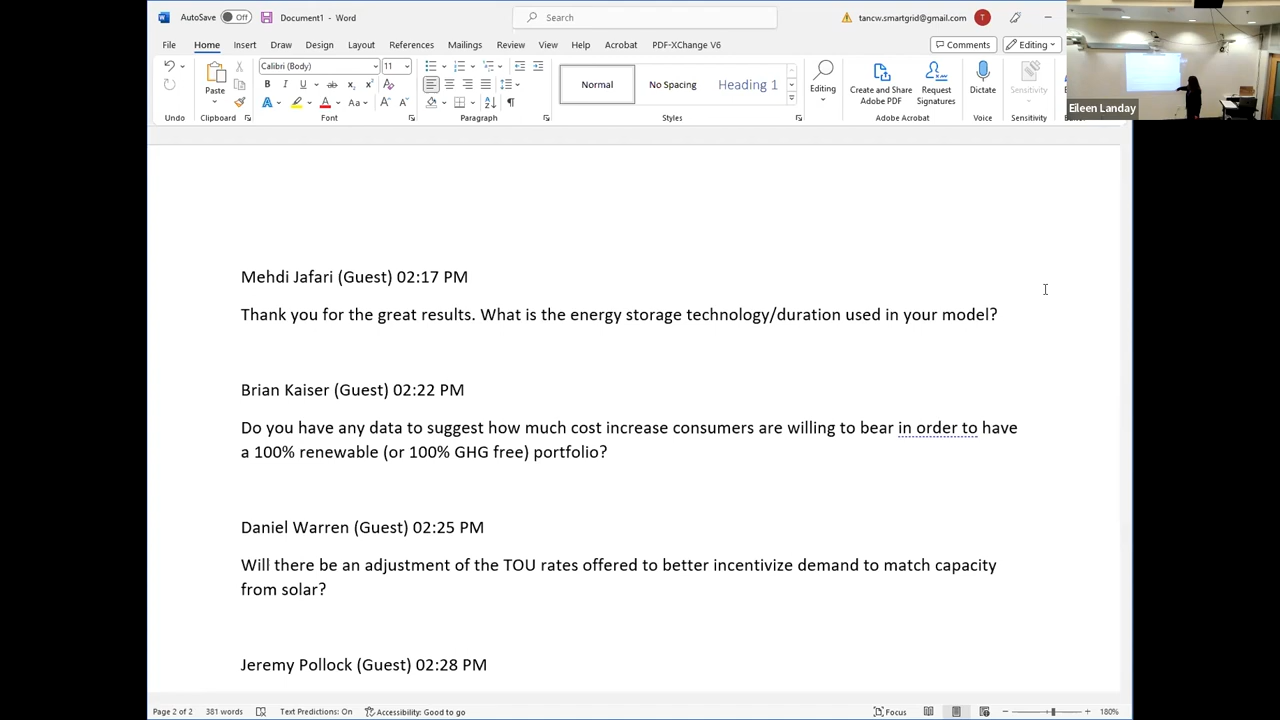 AutoSave Off Document1 - Word Search tancw.smartgrid@gmail.com T
File Home Insert Draw Design Layout References Mailings Review View Help Acrobat PDF-XChange V6 Comments Editing
Calibri (Body) 11
Paste
B I U ab x₂ x²
A A Aa A A
Normal No Spacing Heading 1
Editing
Create and Share Adobe PDF
Request Signatures
Dictate
Sensitivity
Undo Clipboard Font Paragraph Styles Adobe Acrobat Voice Sensitivity
Eileen Landay
Mehdi Jafari (Guest) 02:17 PM
Thank you for the great results. What is the energy storage technology/duration used in your model?
Brian Kaiser (Guest) 02:22 PM
Do you have any data to suggest how much cost increase consumers are willing to bear in order to have
a 100% renewable (or 100% GHG free) portfolio?
Daniel Warren (Guest) 02:25 PM
Will there be an adjustment of the TOU rates offered to better incentivize demand to match capacity
from solar?
Jeremy Pollock (Guest) 02:28 PM
Page 2 of 2 381 words Text Predictions: On Accessibility: Good to go Focus 180%